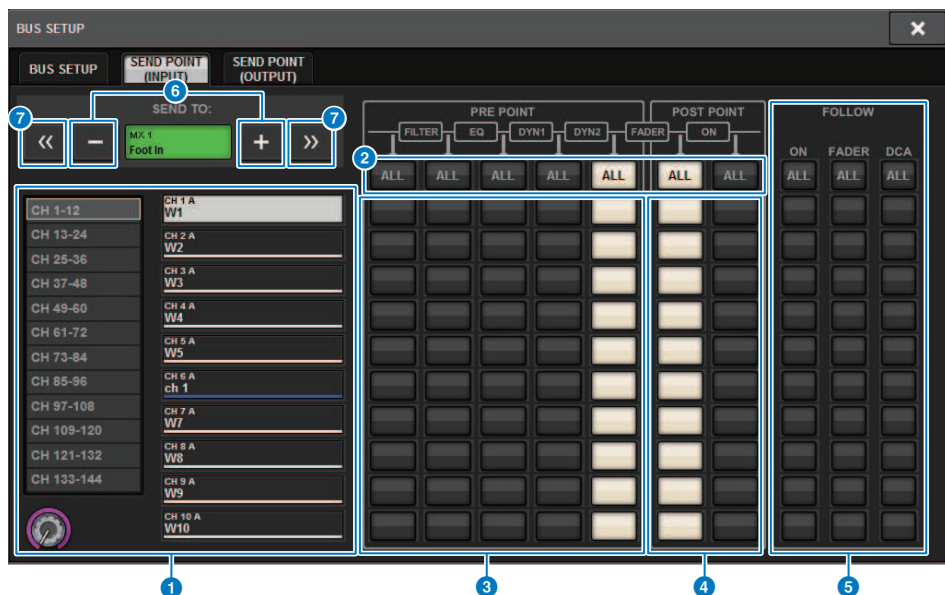 BUS SETUP
×
BUS SETUP
SEND POINT
(INPUT)
SEND POINT
(OUTPUT)
6
7
SEND TO:
7
«
−
MX 1
Foot In
+
»
PRE POINT
POST POINT
FOLLOW
FILTER
EQ
DYN1
DYN2
FADER
ON
2
ON
FADER
DCA
ALL
ALL
ALL
ALL
ALL
ALL
ALL
ALL
ALL
ALL
CH 1-12
CH 13-24
CH 25-36
CH 37-48
CH 49-60
CH 61-72
CH 73-84
CH 85-96
CH 97-108
CH 109-120
CH 121-132
CH 133-144
CH 1 A
W1
CH 2 A
W2
CH 3 A
W3
CH 4 A
W4
CH 5 A
W5
CH 6 A
ch 1
CH 7 A
W7
CH 8 A
W8
CH 9 A
W9
CH 10 A
W10
1
3
4
5